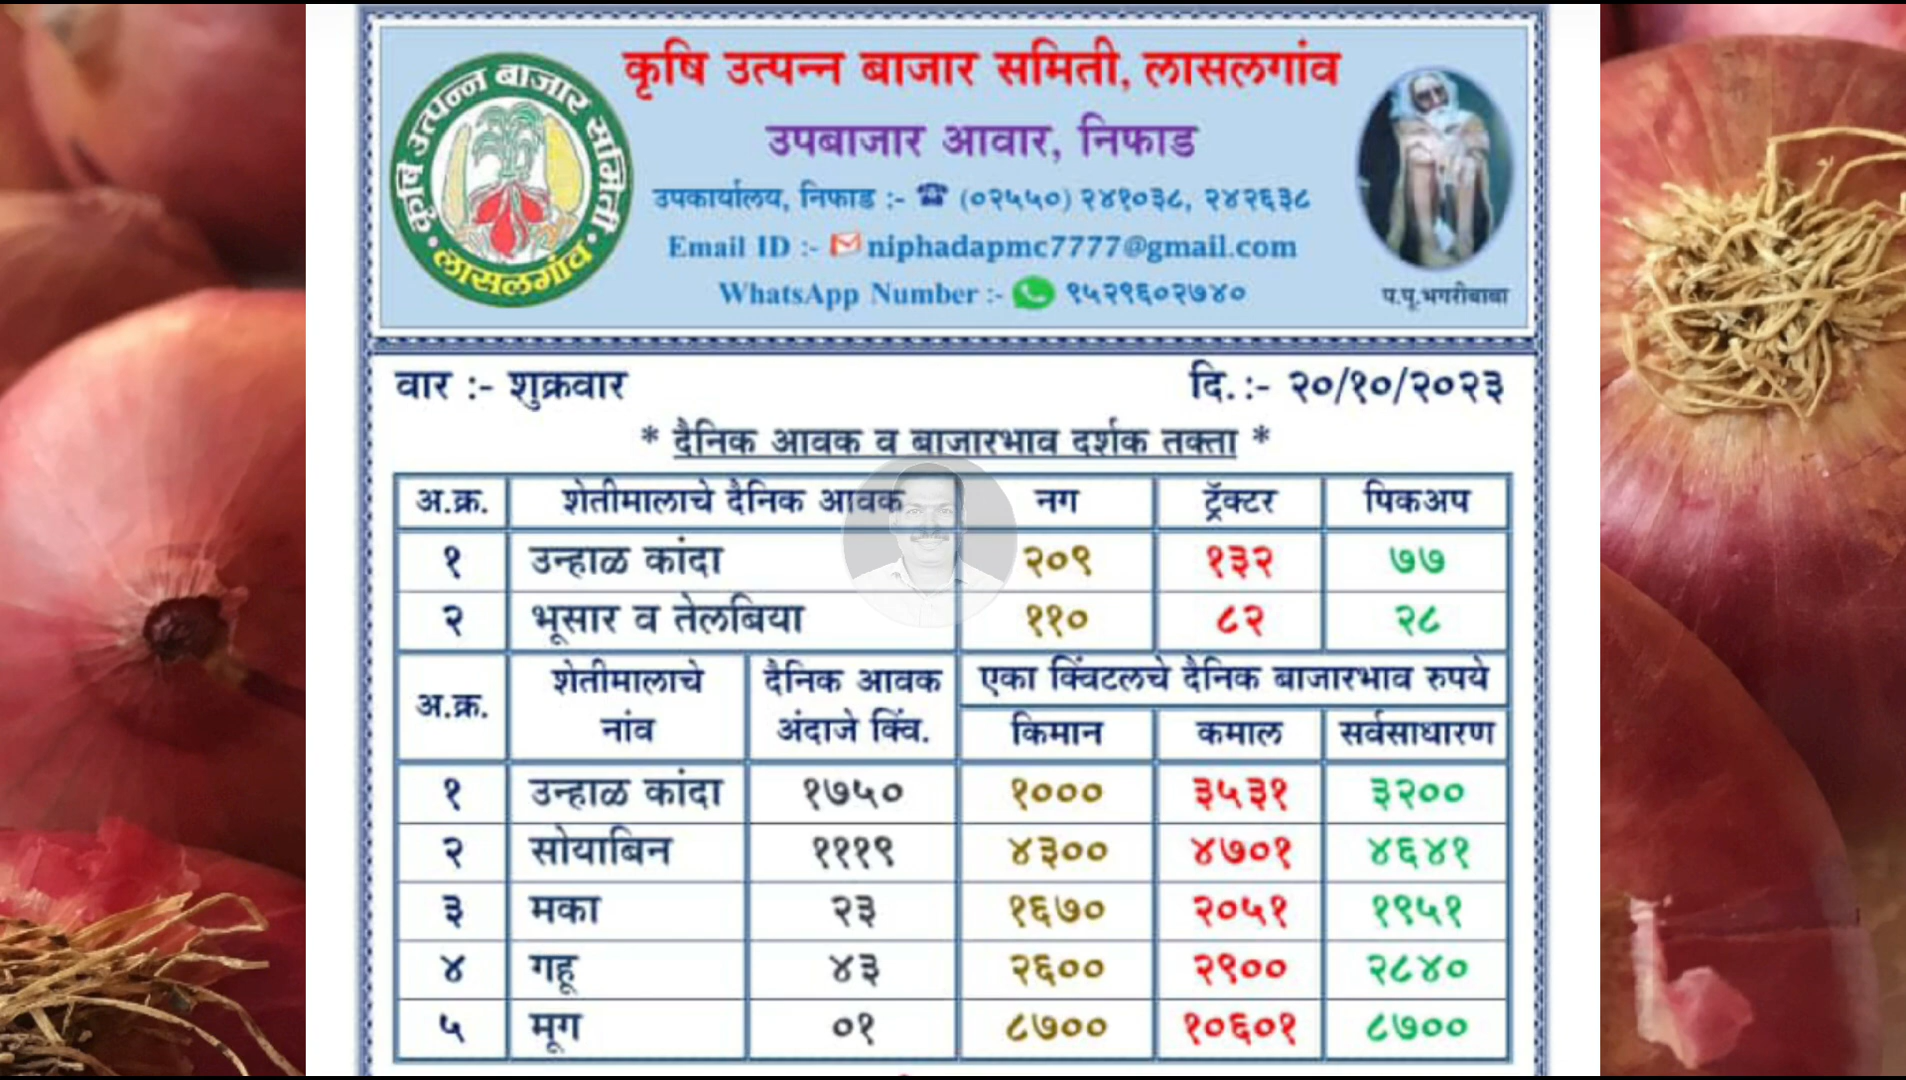 कृषि उत्पन्न बाजार समिती
लासलगांव
कृषि उत्पन्न बाजार समिती, लासलगांव
उपबाजार आवार, निफाड
उपकार्यालय, निफाड :- ☎ (०२५५०) २४१०३८, २४२६३८
Email ID :- niphadapmc7777@gmail.com
WhatsApp Number :- ९५२९६०२७४०
प.पू.भगरीबाबा
वार :- शुक्रवार दि. :- २०/१०/२०२३
* दैनिक आवक व बाजारभाव दर्शक तक्ता *
अ.क्र. शेतीमालाचे दैनिक आवक नग ट्रॅक्टर पिकअप
१ उन्हाळ कांदा २०९ १३२ ७७
२ भूसार व तेलबिया ११० ८२ २८
अ.क्र. शेतीमालाचे नांव दैनिक आवक अंदाजे क्विं. एका क्विंटलचे दैनिक बाजारभाव रुपये
किमान कमाल सर्वसाधारण
१ उन्हाळ कांदा १७५० १००० ३५३१ ३२००
२ सोयाबिन १११९ ४३०० ४७०१ ४६४१
३ मका २३ १६७० २०५१ १९५१
४ गहू ४३ २६०० २९०० २८४०
५ मूग ०१ ८७०० १०६०१ ८७००